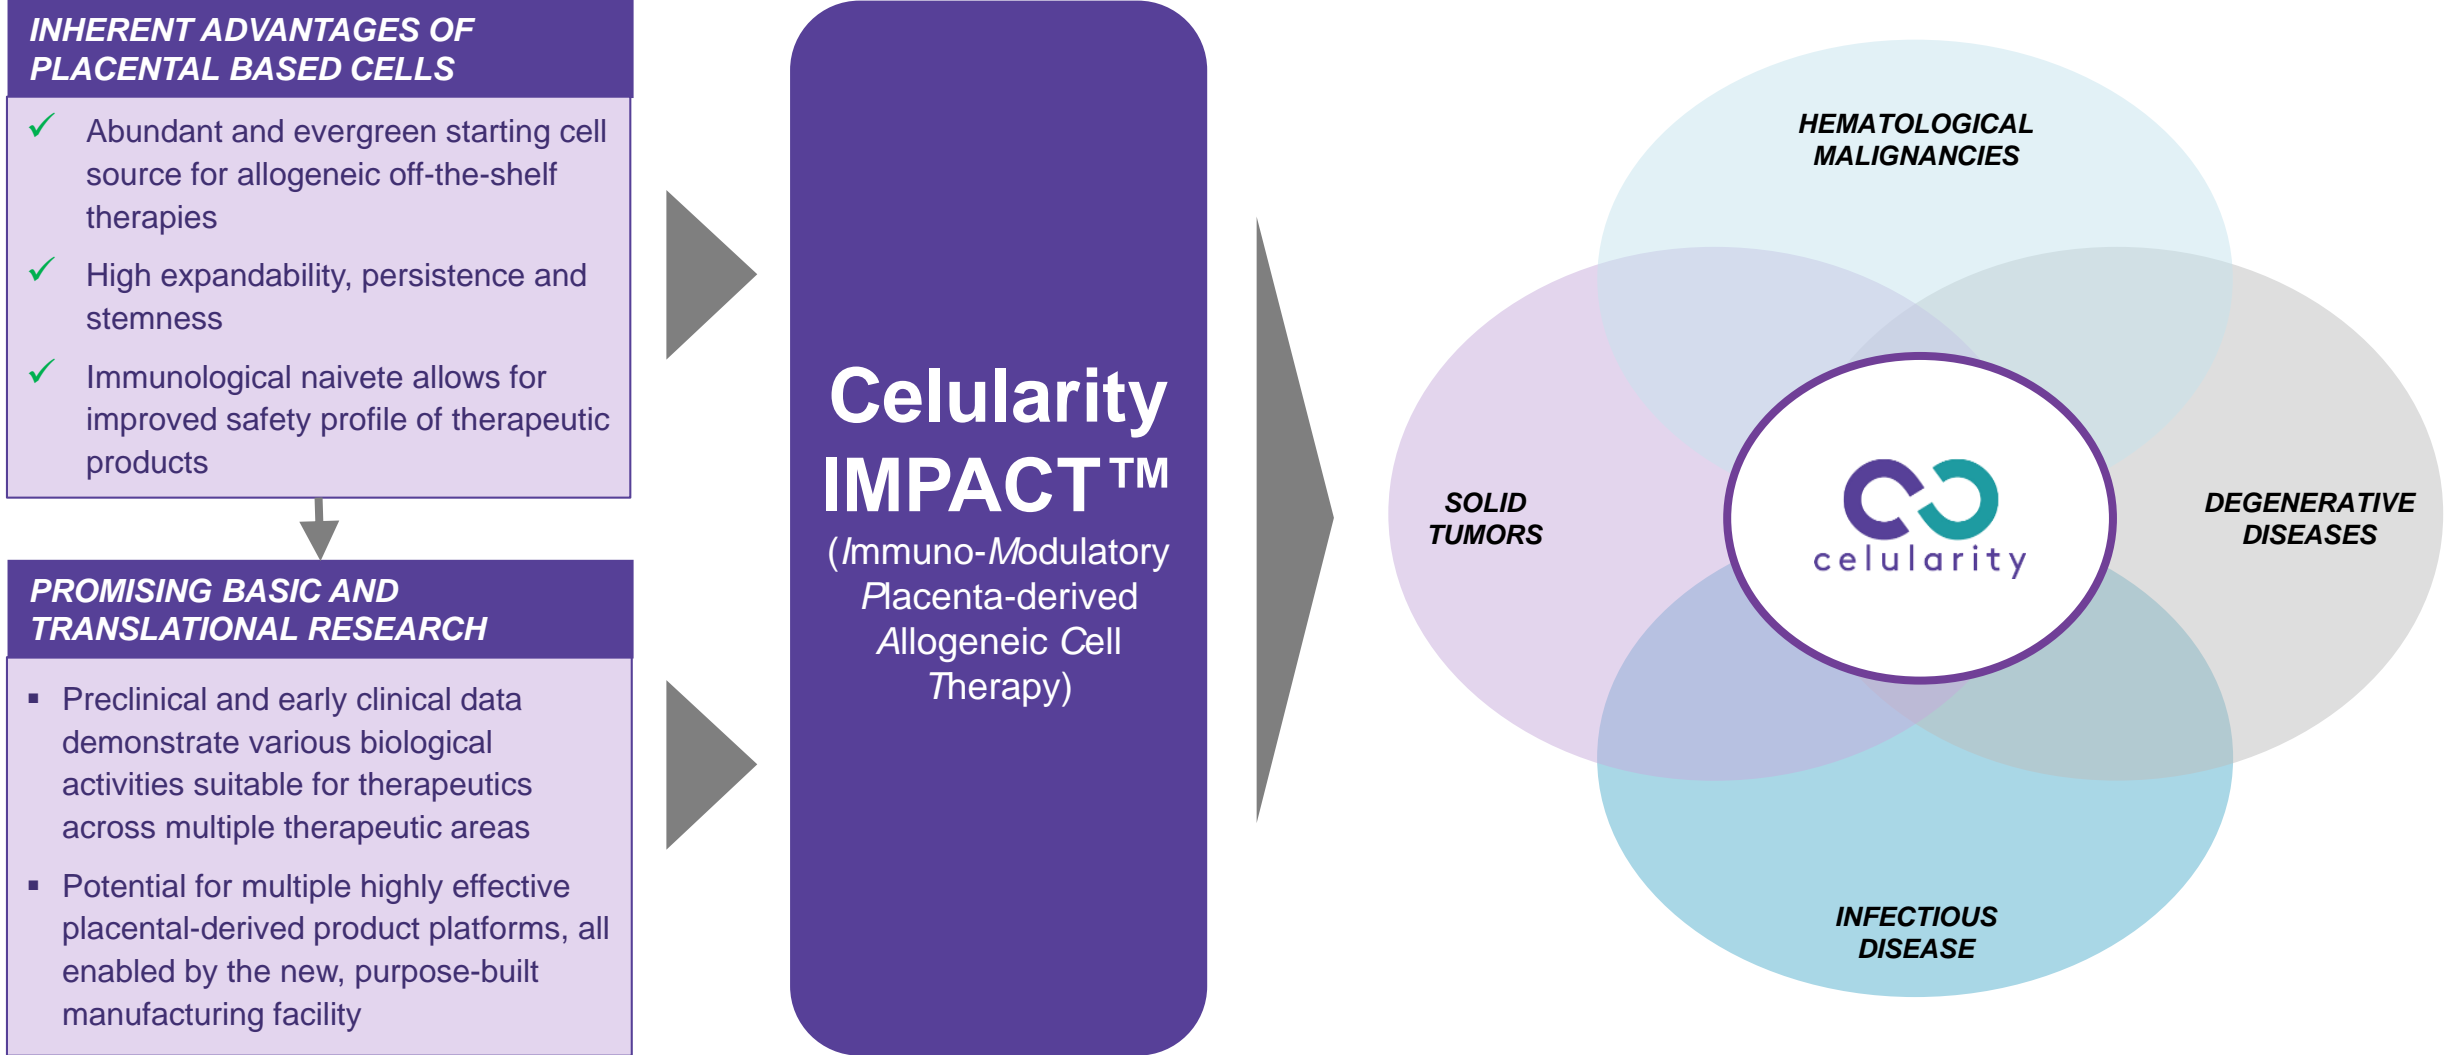 INHERENT ADVANTAGES OF
PLACENTAL BASED CELLS
✓ Abundant and evergreen starting cell
source for allogeneic off-the-shelf
therapies
✓ High expandability, persistence and
stemness
✓ Immunological naivete allows for
improved safety profile of therapeutic
products
PROMISING BASIC AND
TRANSLATIONAL RESEARCH
▪ Preclinical and early clinical data
demonstrate various biological
activities suitable for therapeutics
across multiple therapeutic areas
▪ Potential for multiple highly effective
placental-derived product platforms, all
enabled by the new, purpose-built
manufacturing facility
Celularity
IMPACT™
(Immuno-Modulatory
Placenta-derived
Allogeneic Cell
Therapy)
HEMATOLOGICAL
MALIGNANCIES
SOLID
TUMORS
celularity
DEGENERATIVE
DISEASES
INFECTIOUS
DISEASE